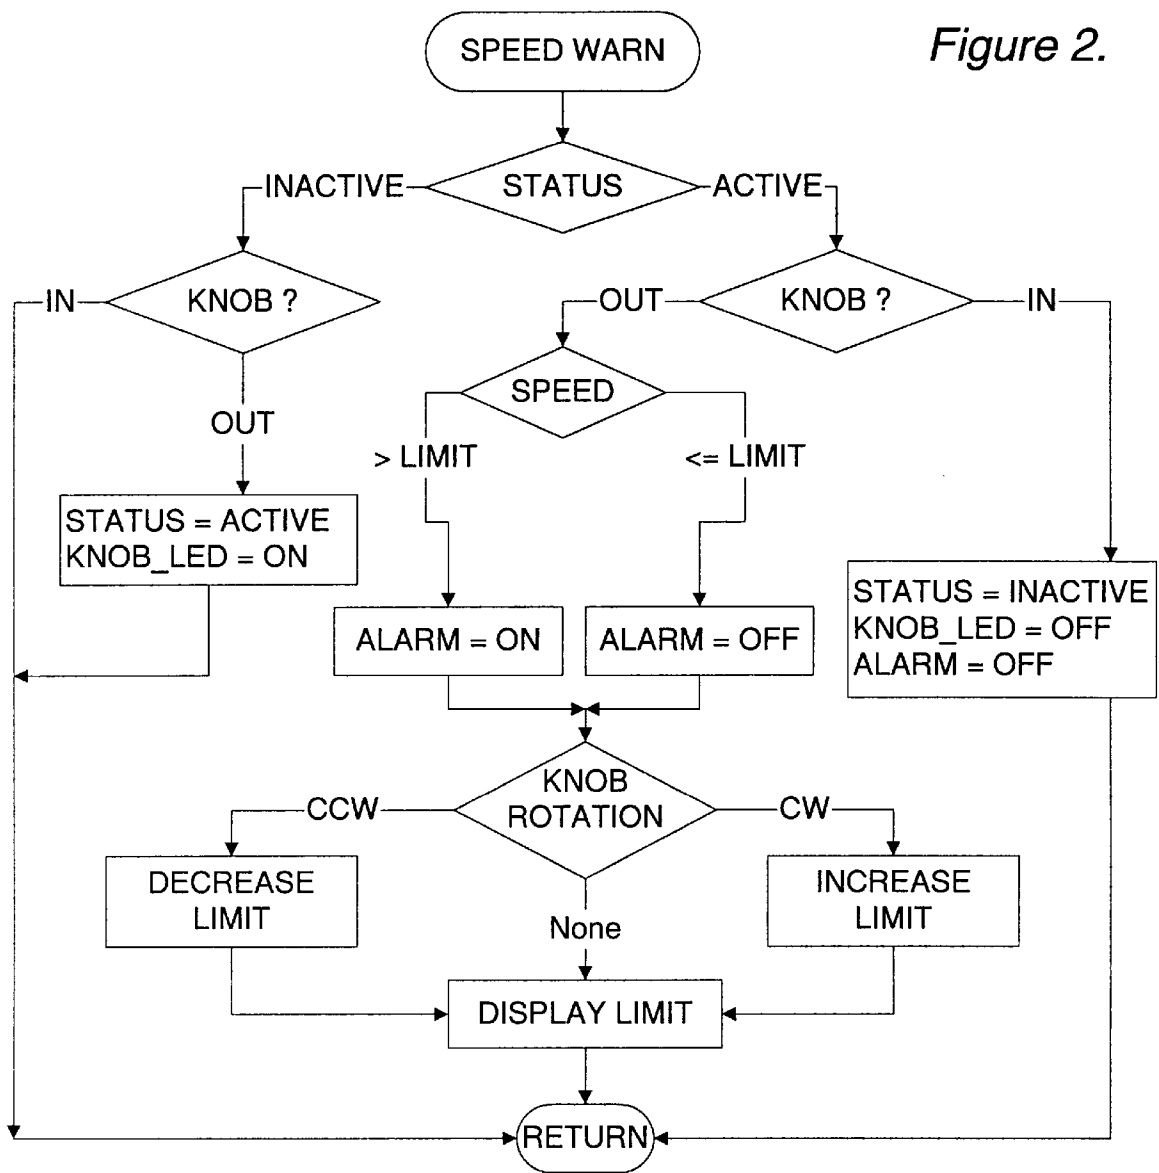 SPEED WARN
Figure 2.
STATUS
INACTIVE
ACTIVE
KNOB ?
IN
OUT
KNOB ?
OUT
IN
SPEED
> LIMIT
<= LIMIT
STATUS = ACTIVE
KNOB_LED = ON
ALARM = ON
ALARM = OFF
STATUS = INACTIVE
KNOB_LED = OFF
ALARM = OFF
KNOB
ROTATION
CCW
CW
DECREASE
LIMIT
None
INCREASE
LIMIT
DISPLAY LIMIT
RETURN